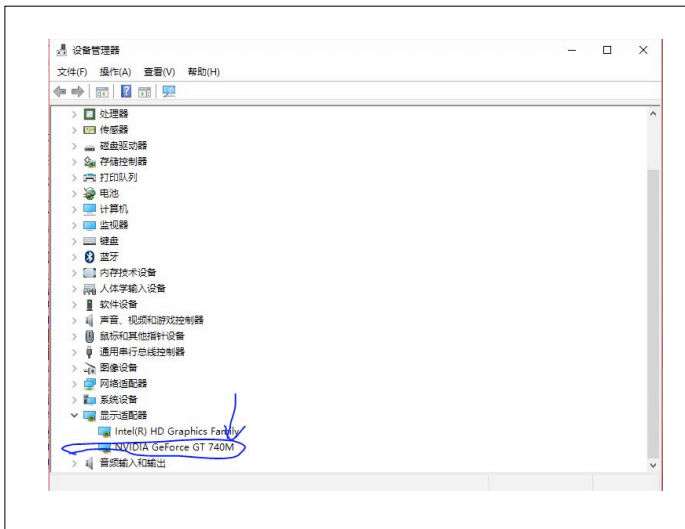 设备管理器
文件(F) 操作(A) 查看(V) 帮助(H)
处理器
传感器
磁盘驱动器
存储控制器
打印队列
电池
计算机
监视器
键盘
蓝牙
内存技术设备
人体学输入设备
软件设备
声音、视频和游戏控制器
鼠标和其他指针设备
通用串行总线控制器
图像设备
网络适配器
系统设备
显示适配器
Intel(R) HD Graphics Family
NVIDIA GeForce GT 740M
音频输入和输出